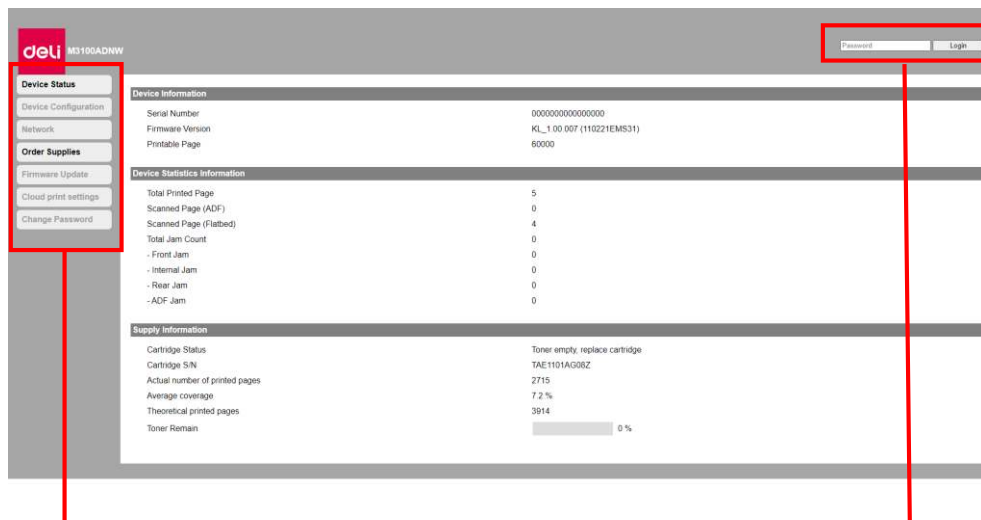 deli M3100ADNW
Password Login
Device Status
Device Configuration
Network
Order Supplies
Firmware Update
Cloud print settings
Change Password
Device Information
Serial Number 0000000000000000
Firmware Version KL_1.00.007 (110221EMS31)
Printable Page 60000
Device Statistics Information
Total Printed Page 5
Scanned Page (ADF) 0
Scanned Page (Flatbed) 4
Total Jam Count 0
- Front Jam 0
- Internal Jam 0
- Rear Jam 0
- ADF Jam 0
Supply Information
Cartridge Status Toner empty, replace cartridge
Cartridge S/N TAE1101AG08Z
Actual number of printed pages 2715
Average coverage 7.2 %
Theoretical printed pages 3914
Toner Remain 0 %